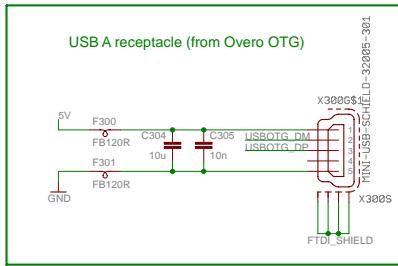 USB A receptacle (from Overo OTG)
MINI-USB-SCHIELD-32005-301
X300G$1
5V
F300
FB120R
C304
10u
C305
10n
USBOTG_DM
USBOTG_DP
1
2
3
4
5
F301
FB120R
GND
X300S
FTDI_SHIELD